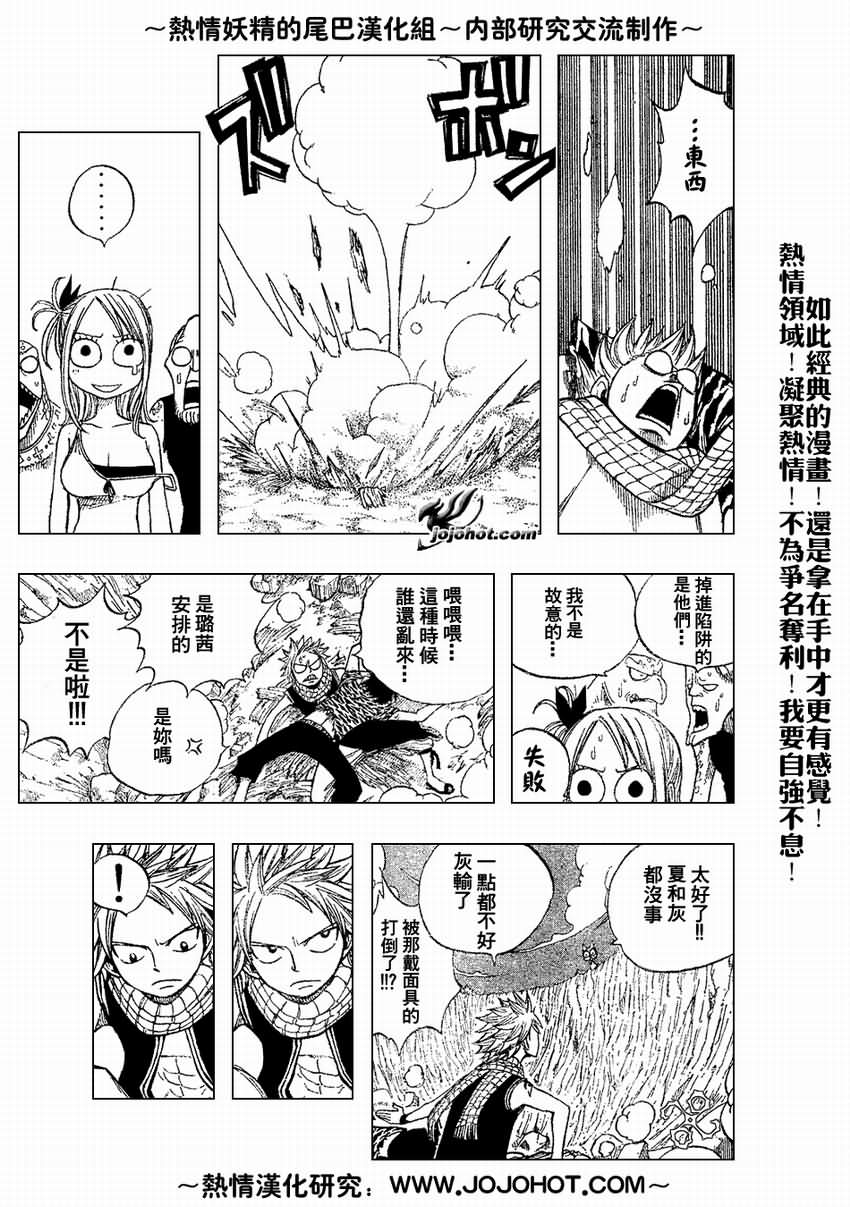 ～熱情妖精的尾巴漢化組～内部研究交流制作～
…東西
ズボン
……
jojohot.com
掉進陷阱的
是他們…
我不是
故意的…
失敗
喂喂喂…
這種時候
誰還亂來…
是璐茜
安排的
是妳嗎
不是啦!!!
太好了!!
夏和灰
都沒事
一點都不好
灰輸了
被那戴面具的
打倒了!!!?
!
如此經典的漫畫！還是拿在手中才更有感覺！
熱情領域！凝聚熱情！不為爭名奪利！我要自強不息！
～熱情漢化研究：WWW.JOJOHOT.COM～